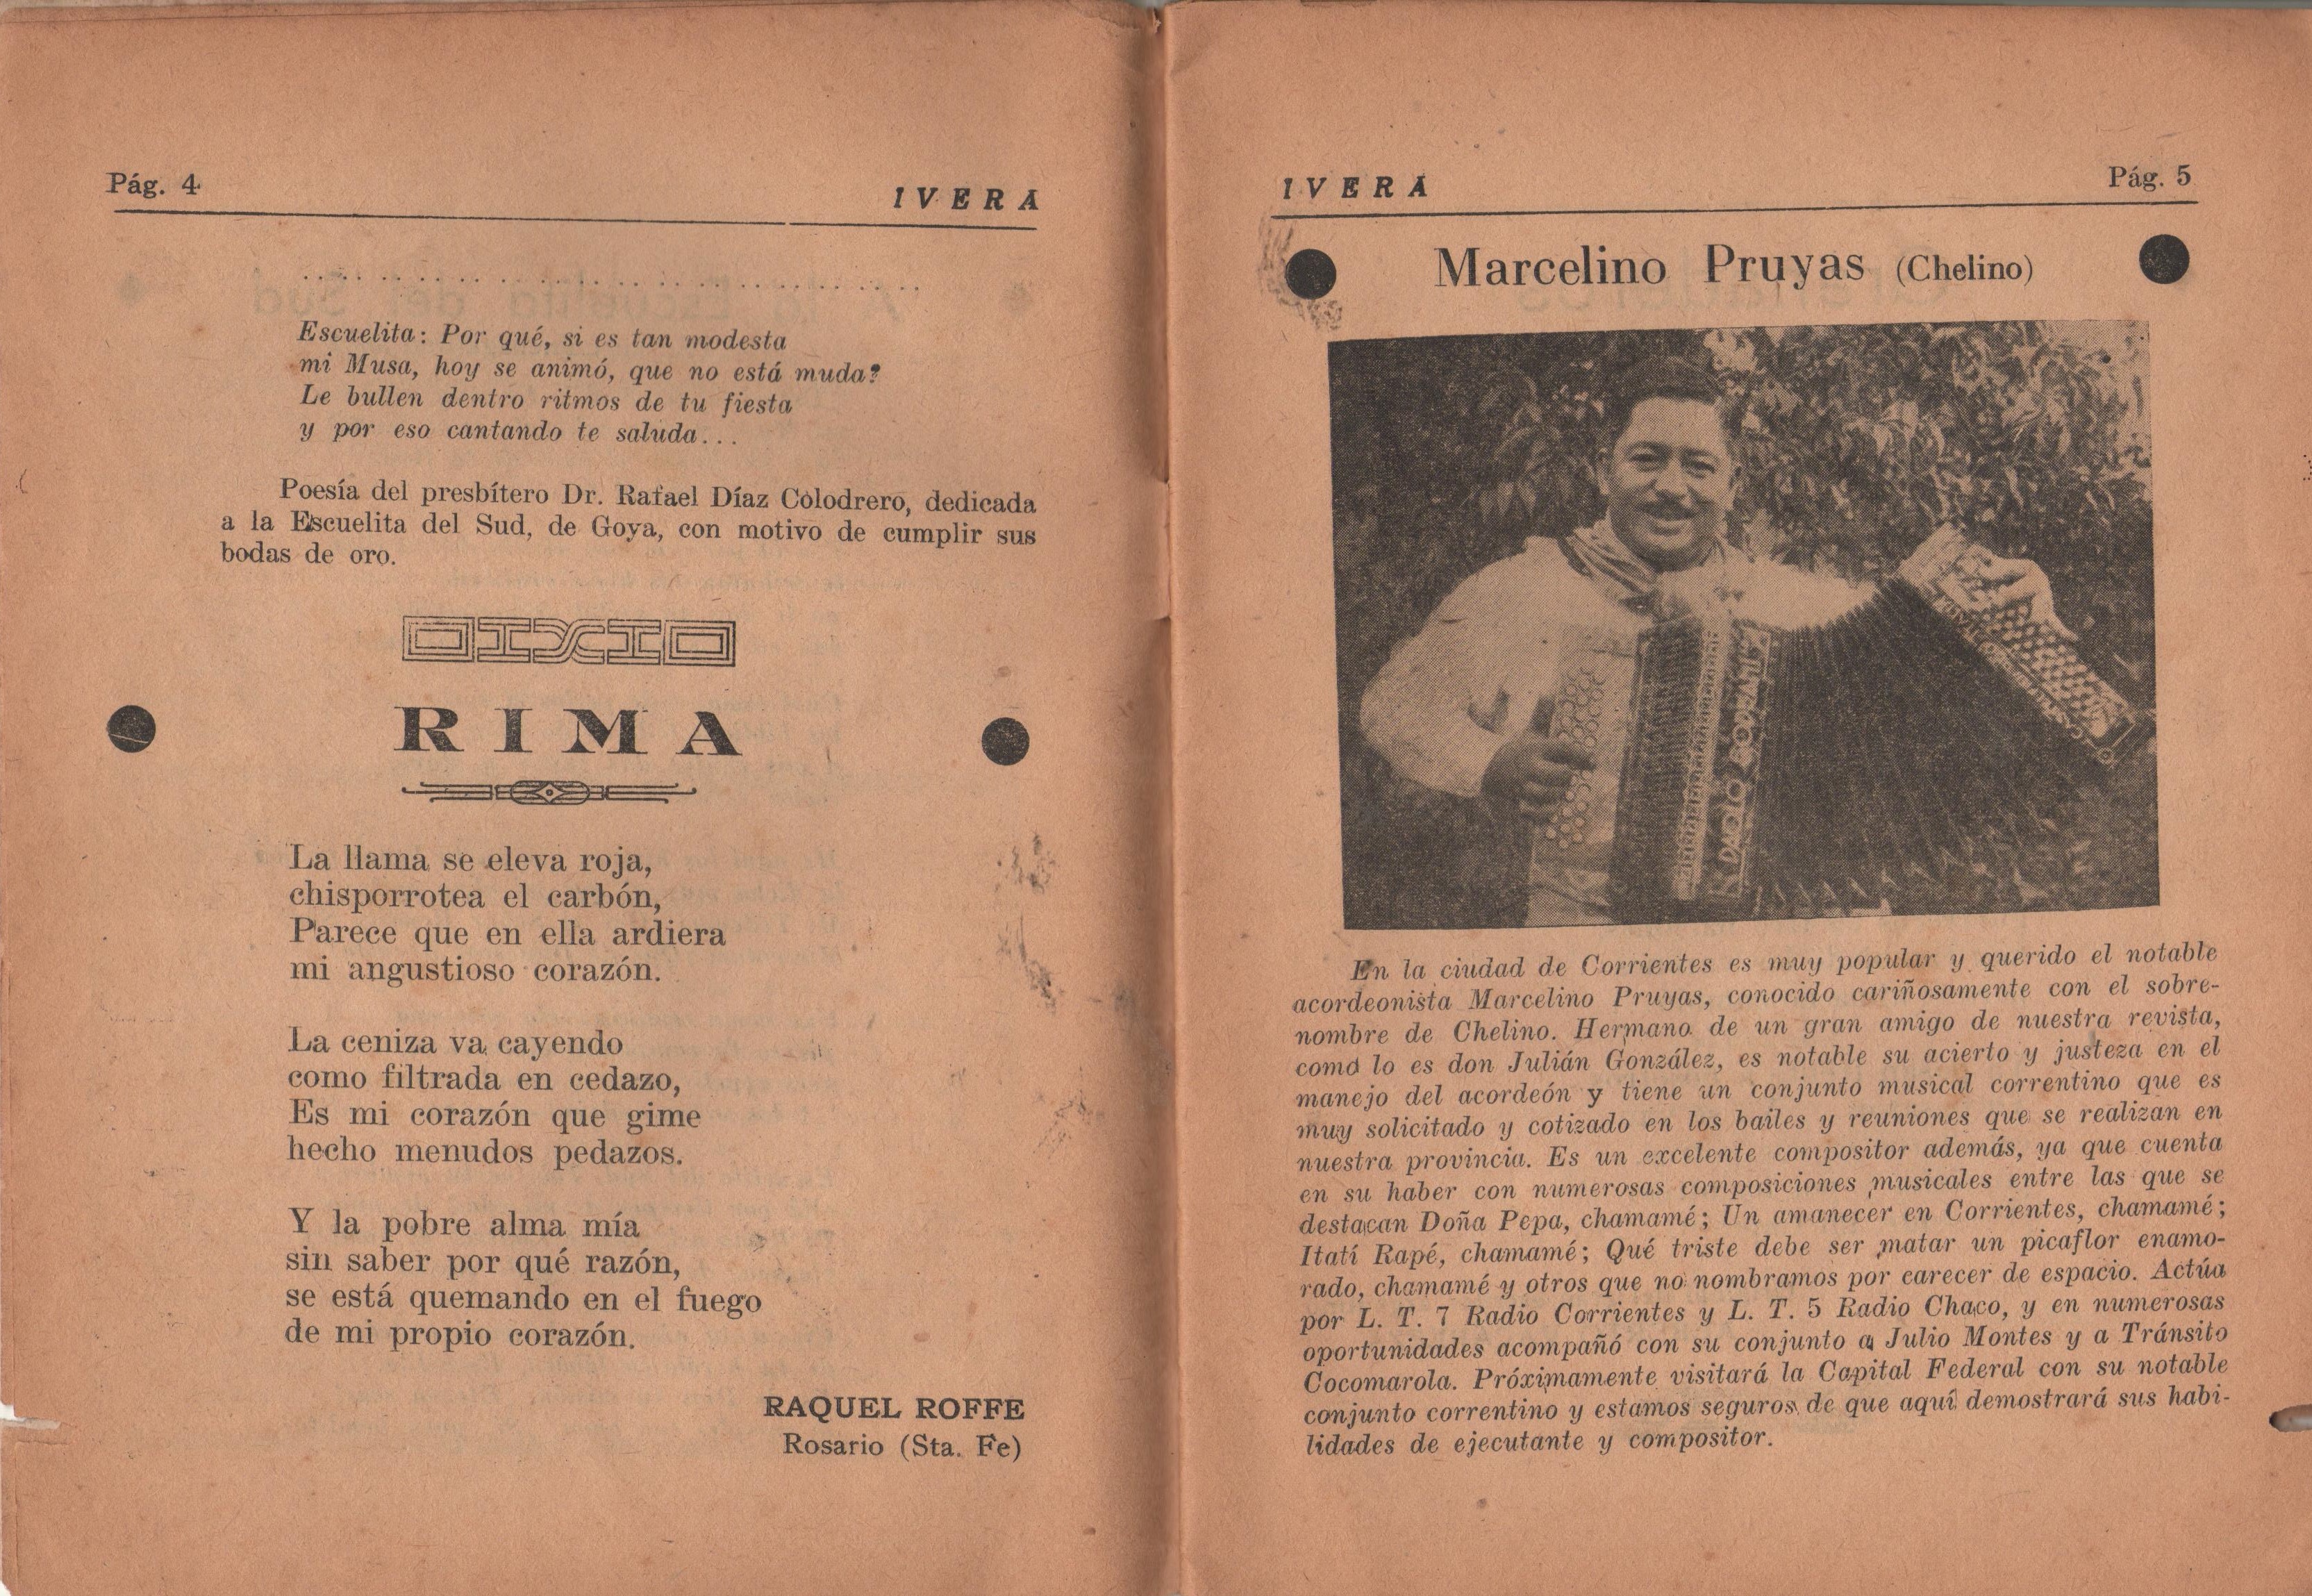 Pág. 4
IVERA
Escuelita: Por qué, si es tan modesta
mi Musa, hoy se animó, que no está muda?
Le bullen dentro ritmos de tu fiesta
y por eso cantando te saluda...
Poesía del presbítero Dr. Rafael Díaz Colodrero, dedicada
a la Escuelita del Sud, de Goya, con motivo de cumplir sus
bodas de oro.
RIMA
La llama se eleva roja,
chisporrotea el carbón,
Parece que en ella ardiera
mi angustioso corazón.
La ceniza va cayendo
como filtrada en cedazo,
Es mi corazón que gime
hecho menudos pedazos.
Y la pobre alma mía
sin saber por qué razón,
se está quemando en el fuego
de mi propio corazón.
RAQUEL ROFFE
Rosario (Sta. Fe)
IVERA
Pág. 5
Marcelino Pruyas (Chelino)
En la ciudad de Corrientes es muy popular y querido el notable
acordeonista Marcelino Pruyas, conocido cariñosamente con el sobre-
nombre de Chelino. Hermano de un gran amigo de nuestra revista,
como lo es don Julián González, es notable su acierto y justeza en el
manejo del acordeón y tiene un conjunto musical correntino que es
muy solicitado y cotizado en los bailes y reuniones que se realizan en
nuestra provincia. Es un excelente compositor además, ya que cuenta
en su haber con numerosas composiciones musicales entre las que se
destacan Doña Pepa, chamamé; Un amanecer en Corrientes, chamamé;
Itatí Rapé, chamamé; Qué triste debe ser matar un picaflor enamo-
rado, chamamé y otros que no nombramos por carecer de espacio. Actúa
por L. T. 7 Radio Corrientes y L. T. 5 Radio Chaco, y en numerosas
oportunidades acompañó con su conjunto a Julio Montes y a Tránsito
Cocomarola. Próximamente visitará la Capital Federal con su notable
conjunto correntino y estamos seguros de que aquí demostrará sus habi-
lidades de ejecutante y compositor.